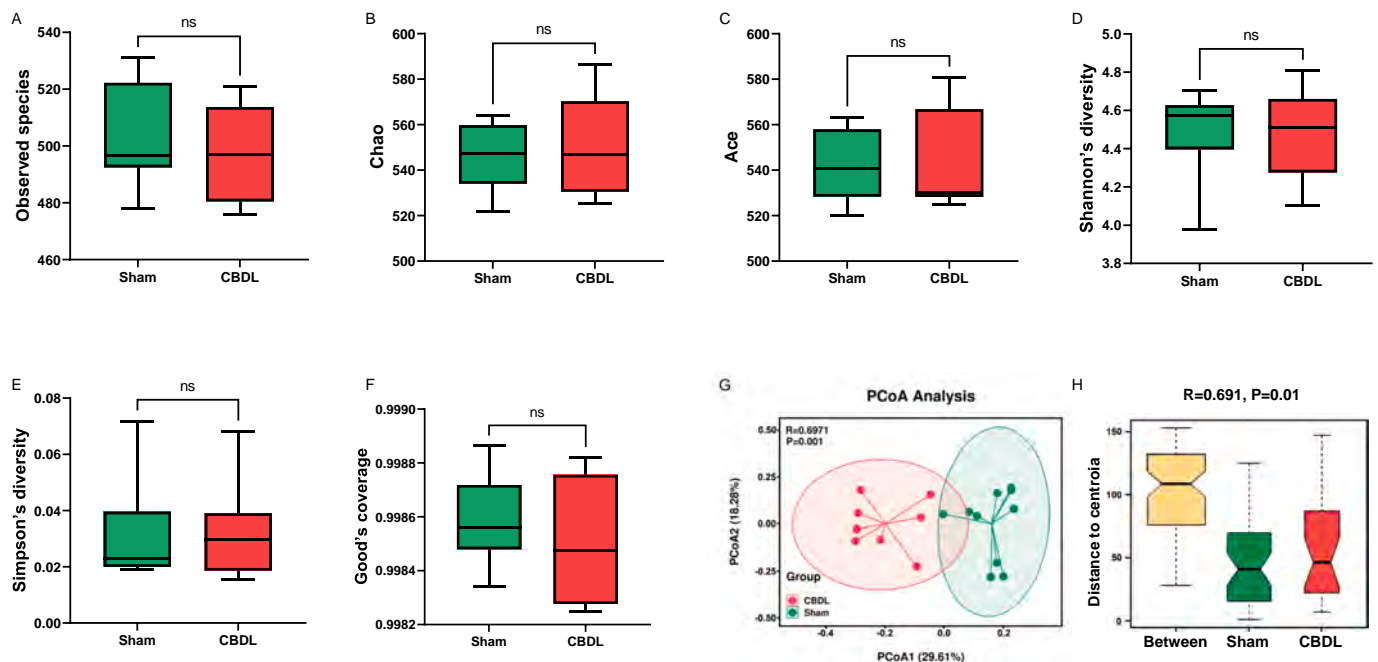 A
ns
540
520
500
480
460
Observed species
Sham
CBDL
B
ns
600
580
560
540
520
500
Chao
Sham
CBDL
C
ns
600
580
560
540
520
500
Ace
Sham
CBDL
D
ns
5.0
4.8
4.6
4.4
4.2
4.0
3.8
Shannon's diversity
Sham
CBDL
E
ns
0.08
0.06
0.04
0.02
0.00
Simpson's diversity
Sham
CBDL
F
ns
0.9990
0.9988
0.9986
0.9984
0.9982
Good's coverage
Sham
CBDL
G
PCoA Analysis
R=0.6971
P=0.001
0.50
0.25
0.00
-0.25
-0.50
PCoA2 (18.28%)
Group
CBDL
Sham
-0.4
-0.2
0.0
0.2
PCoA1 (29.61%)
H
R=0.691, P=0.01
150
100
50
0
Distance to centroia
Between
Sham
CBDL